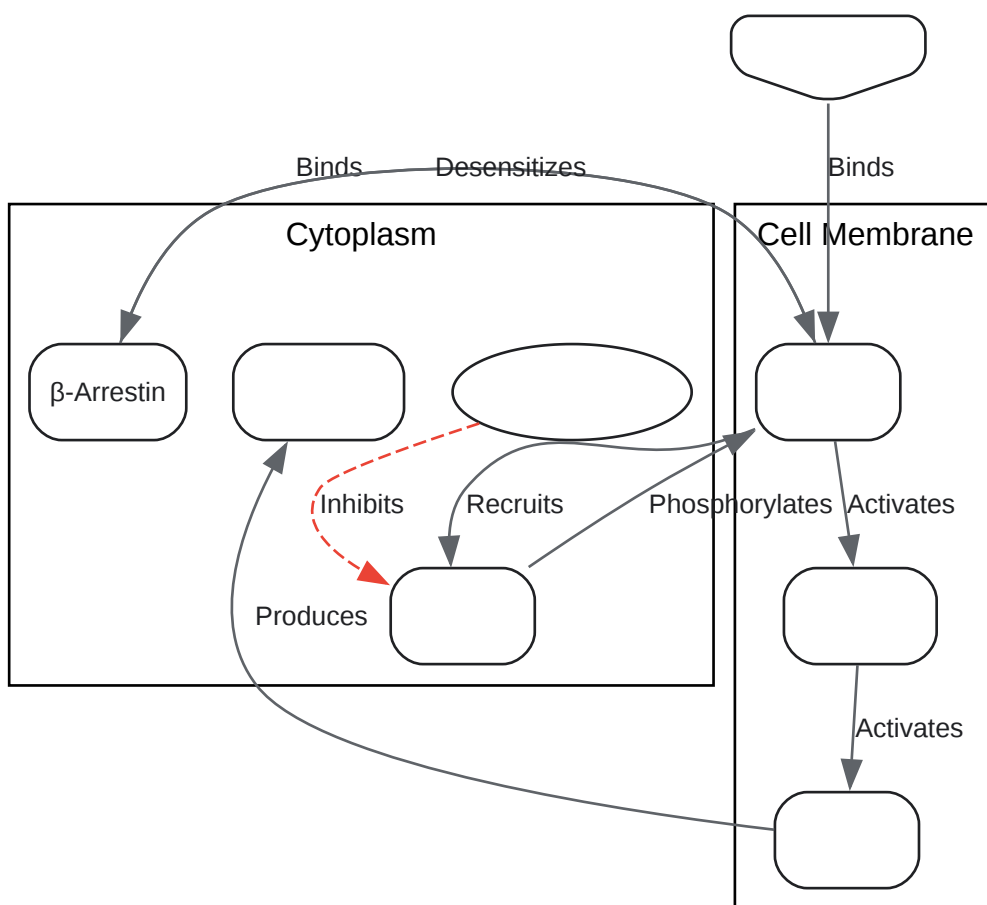 Binds
Desensitizes
Binds
Cytoplasm
Cell Membrane
β-Arrestin
Inhibits
Recruits
Phosphorylates
Activates
Produces
Activates